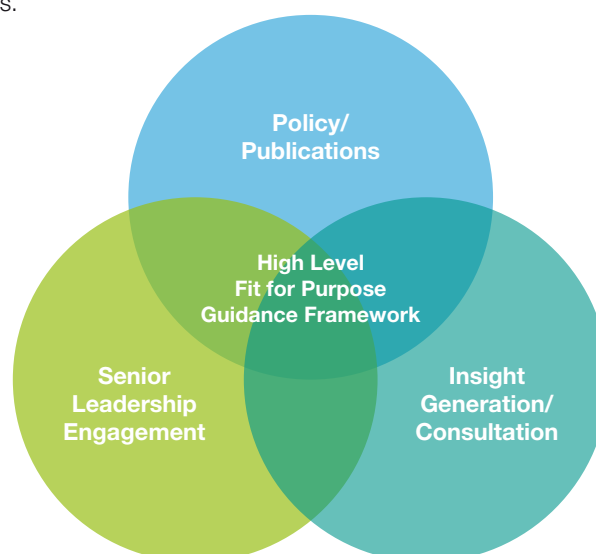 s.
Policy/
Publications
High Level
Fit for Purpose
Guidance Framework
Senior
Leadership
Engagement
Insight
Generation/
Consultation